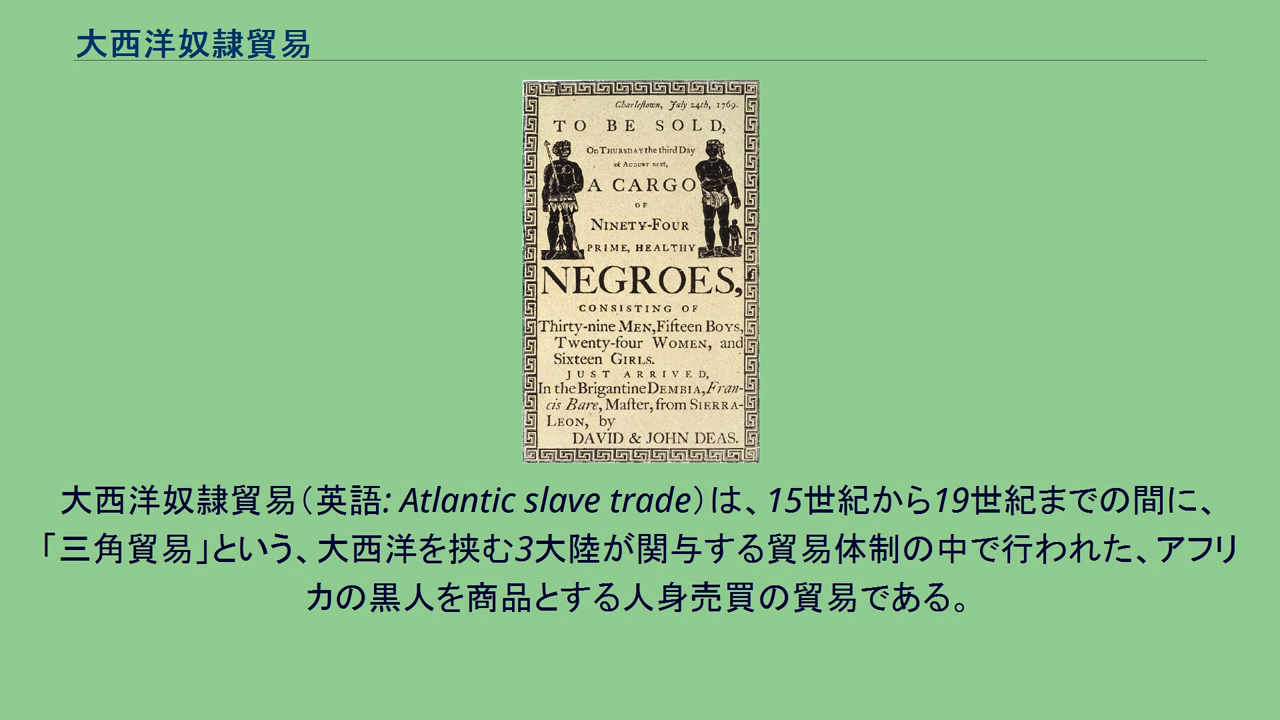 大西洋奴隷貿易
Charleſtown, July 24th, 1769.
TO BE SOLD,
On THURSDAY the third Day
of AUGUST next,
A CARGO
OF
NINETY-FOUR
PRIME, HEALTHY
NEGROES,
CONSISTING OF
Thirty-nine MEN, Fifteen BOYS,
Twenty-four WOMEN, and
Sixteen GIRLS.
JUST ARRIVED,
In the Brigantine DEMBIA, Fran-
cis Bare, Maſter, from SIERRA-
LEON, by
DAVID & JOHN DEAS.
大西洋奴隷貿易（英語: Atlantic slave trade）は、15世紀から19世紀までの間に、
「三角貿易」という、大西洋を挟む3大陸が関与する貿易体制の中で行われた、アフリ
カの黒人を商品とする人身売買の貿易である。